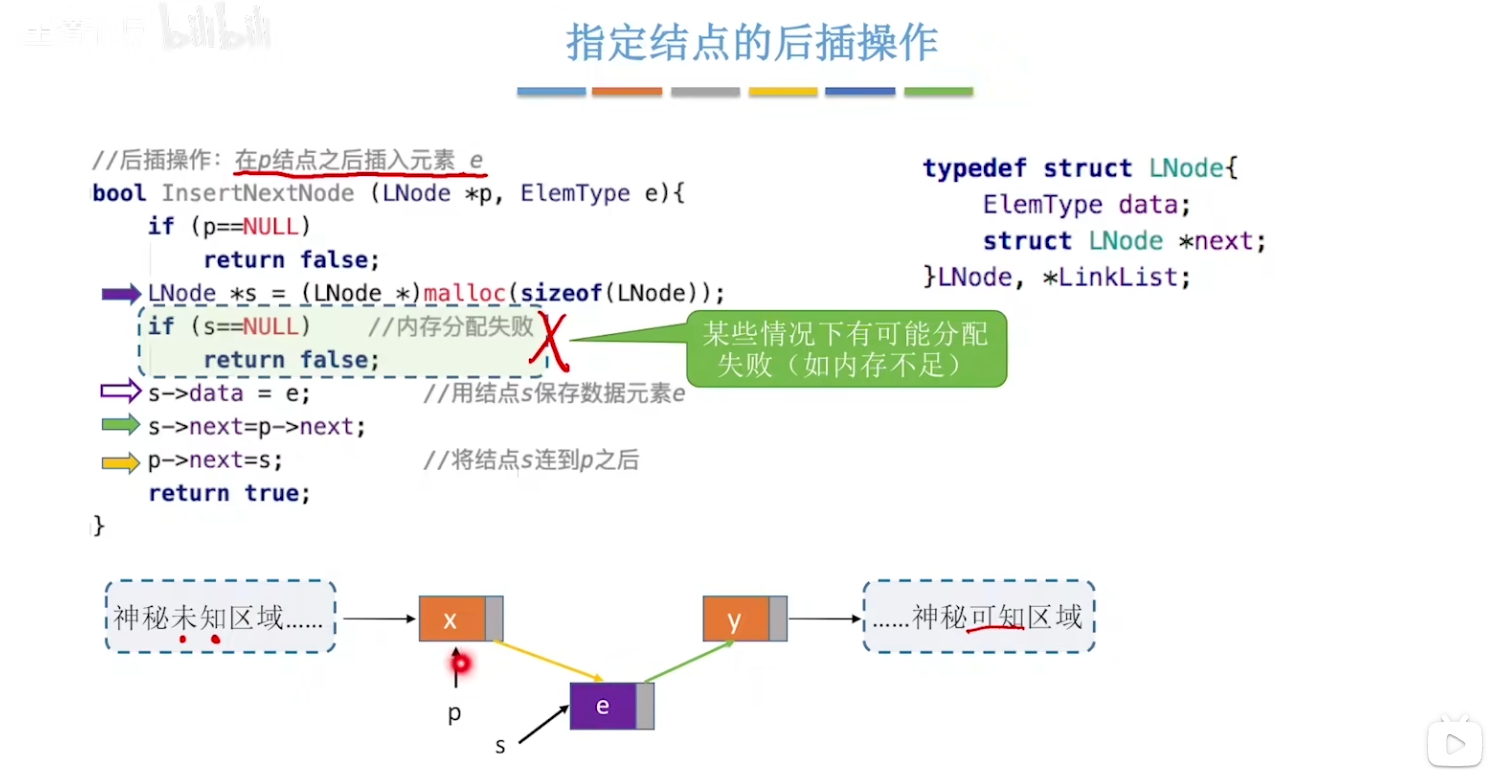 bilibili
指定结点的后插操作
//后插操作：在p结点之后插入元素 e
bool InsertNextNode (LNode *p, ElemType e){
if (p==NULL)
return false;
LNode *s = (LNode *)malloc(sizeof(LNode));
if (s==NULL) //内存分配失败
return false;
s->data = e; //用结点s保存数据元素e
s->next=p->next;
p->next=s; //将结点s连到p之后
return true;
}
typedef struct LNode{
ElemType data;
struct LNode *next;
}LNode, *LinkList;
某些情况下有可能分配
失败（如内存不足）
神秘未知区域……
x
y
……神秘可知区域
p
e
s